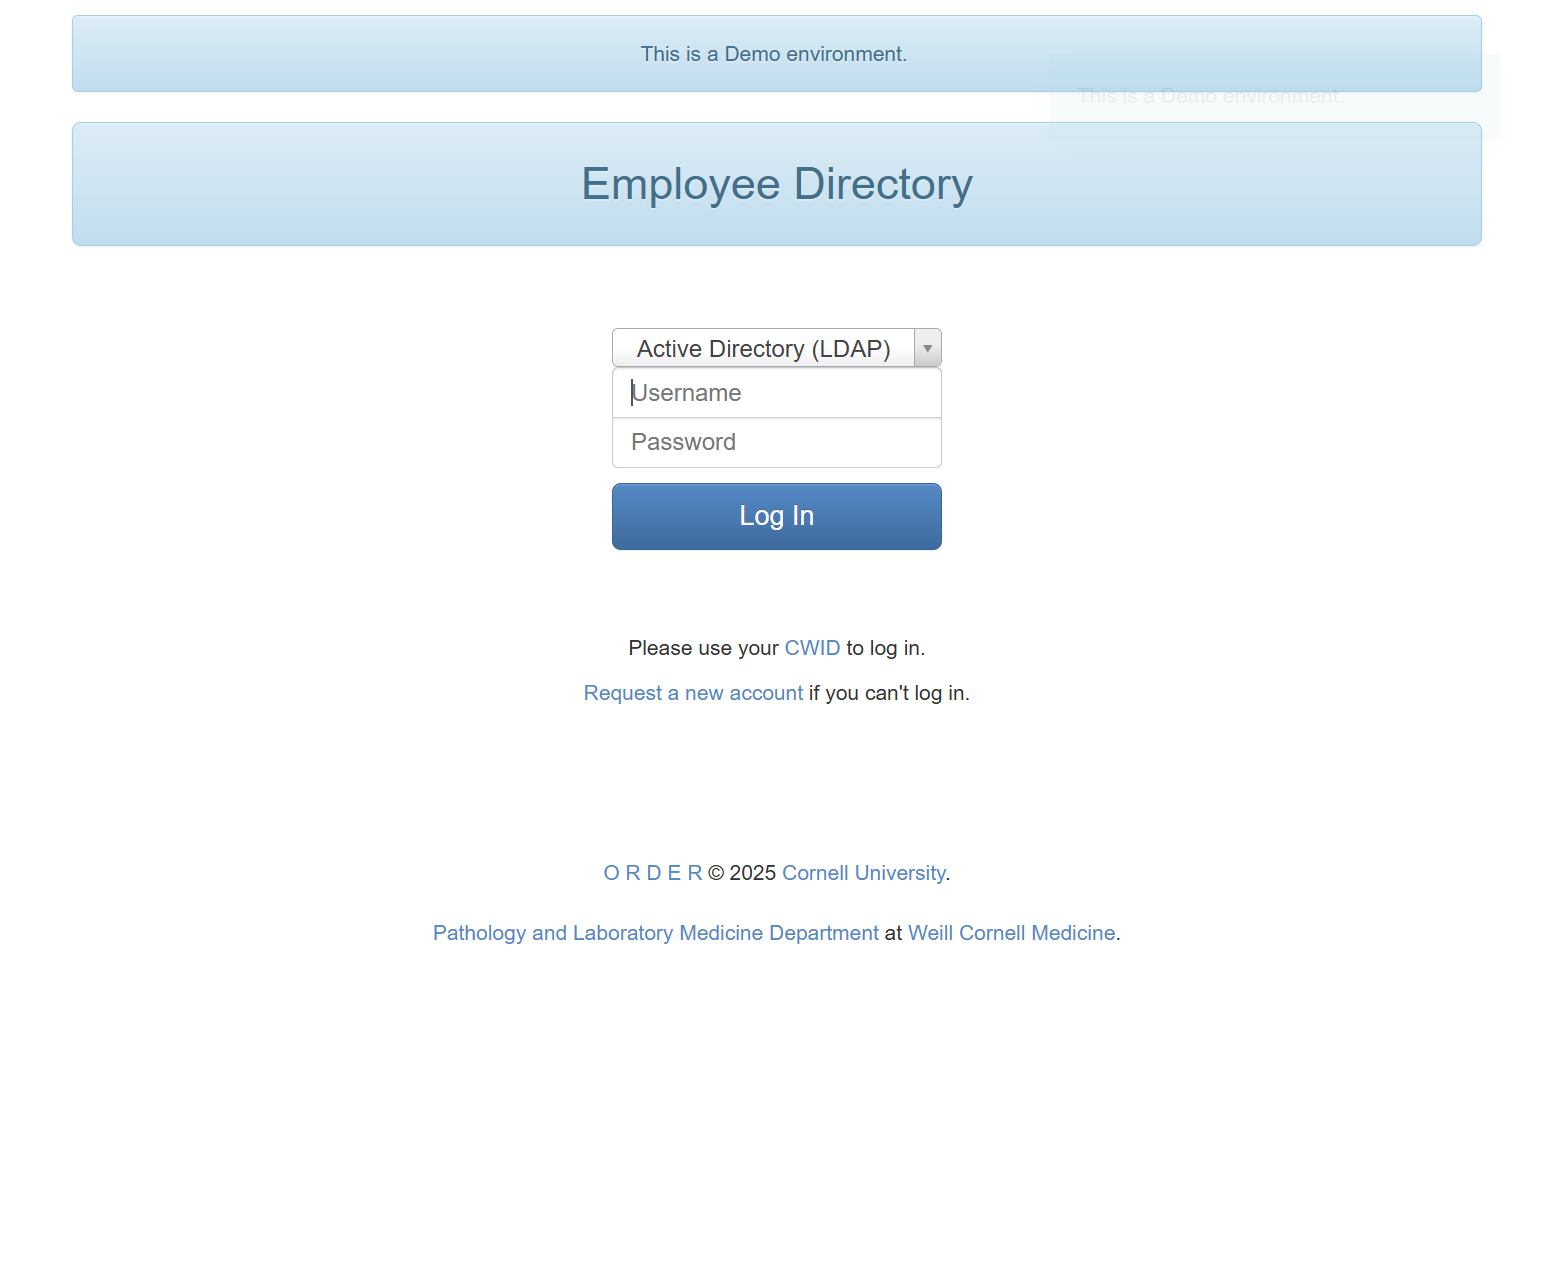 This is a Demo environment.
This is a Demo environment.
Employee Directory
Active Directory (LDAP)
Username
Password
Log In
Please use your CWID to log in.
Request a new account if you can't log in.
O R D E R © 2025 Cornell University.
Pathology and Laboratory Medicine Department at Weill Cornell Medicine.